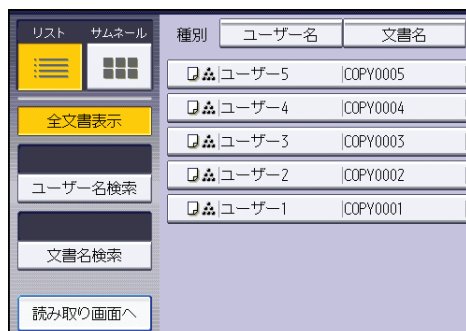 リスト サムネール
種別 ユーザー名 文書名
ユーザー5 COPY0005
ユーザー4 COPY0004
ユーザー3 COPY0003
ユーザー2 COPY0002
ユーザー1 COPY0001
全文書表示
ユーザー名検索
文書名検索
読み取り画面へ